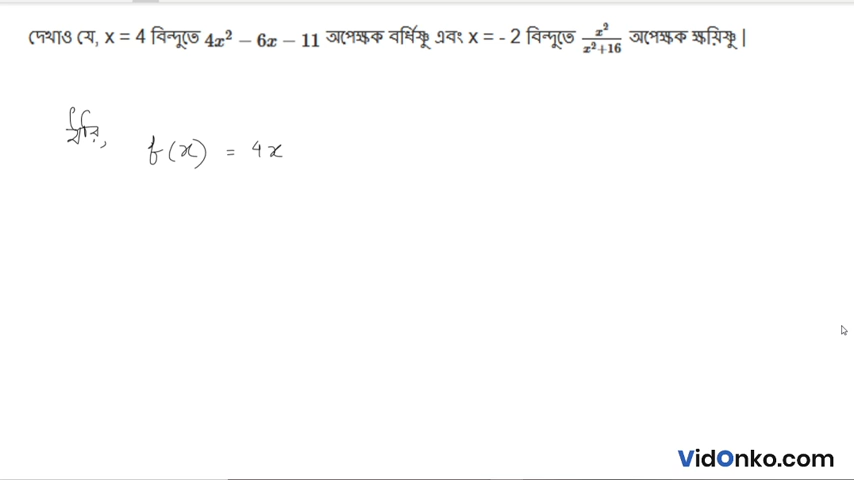 দেখাও যে, x = 4 বিন্দুতে 4x² − 6x − 11 অপেক্ষক বর্ধিষ্ণু এবং x = - 2 বিন্দুতে x²/(x²+16) অপেক্ষক ক্ষয়িষ্ণু |
ধরি, f(x) = 4x
VidOnko.com